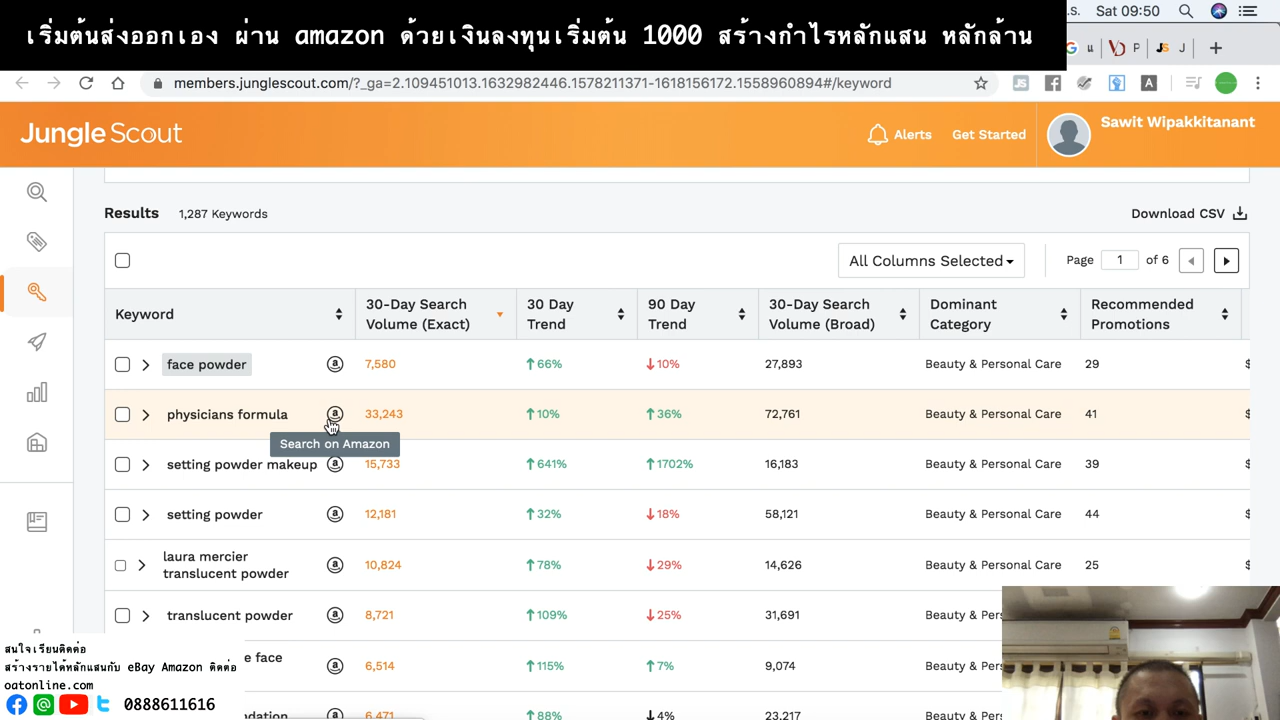 เริ่มต้นส่งออกเอง ผ่าน amazon ด้วยเงินลงทุนเริ่มต้น 1000 สร้างกำไรหลักแสน หลักล้าน
S. Sat 09:50
u P JS J
members.junglescout.com/?_ga=2.109451013.1632982446.1578211371-1618156172.1558960894#/keyword
JS A
Jungle Scout Alerts Get Started Sawit Wipakkitanant
Results 1,287 Keywords Download CSV
All Columns Selected Page 1 of 6
Keyword 30-Day Search Volume (Exact) 30 Day Trend 90 Day Trend 30-Day Search Volume (Broad) Dominant Category Recommended Promotions
face powder 7,580 66% 10% 27,893 Beauty & Personal Care 29 $
physicians formula 33,243 10% 36% 72,761 Beauty & Personal Care 41 $
Search on Amazon
setting powder makeup 15,733 641% 1702% 16,183 Beauty & Personal Care 39 $
setting powder 12,181 32% 18% 58,121 Beauty & Personal Care 44 $
laura mercier translucent powder 10,824 78% 29% 14,626 Beauty & Personal Care 25 $
translucent powder 8,721 109% 25% 31,691 Beauty & Pers
e face 6,514 115% 7% 9,074 Beauty & Pers
ndation 6,471 88% 4% 23,217 Beauty & Pers
สนใจเรียนติดต่อ
สร้างรายได้หลักแสนกับ eBay Amazon ติดต่อ
oatonline.com
0888611616